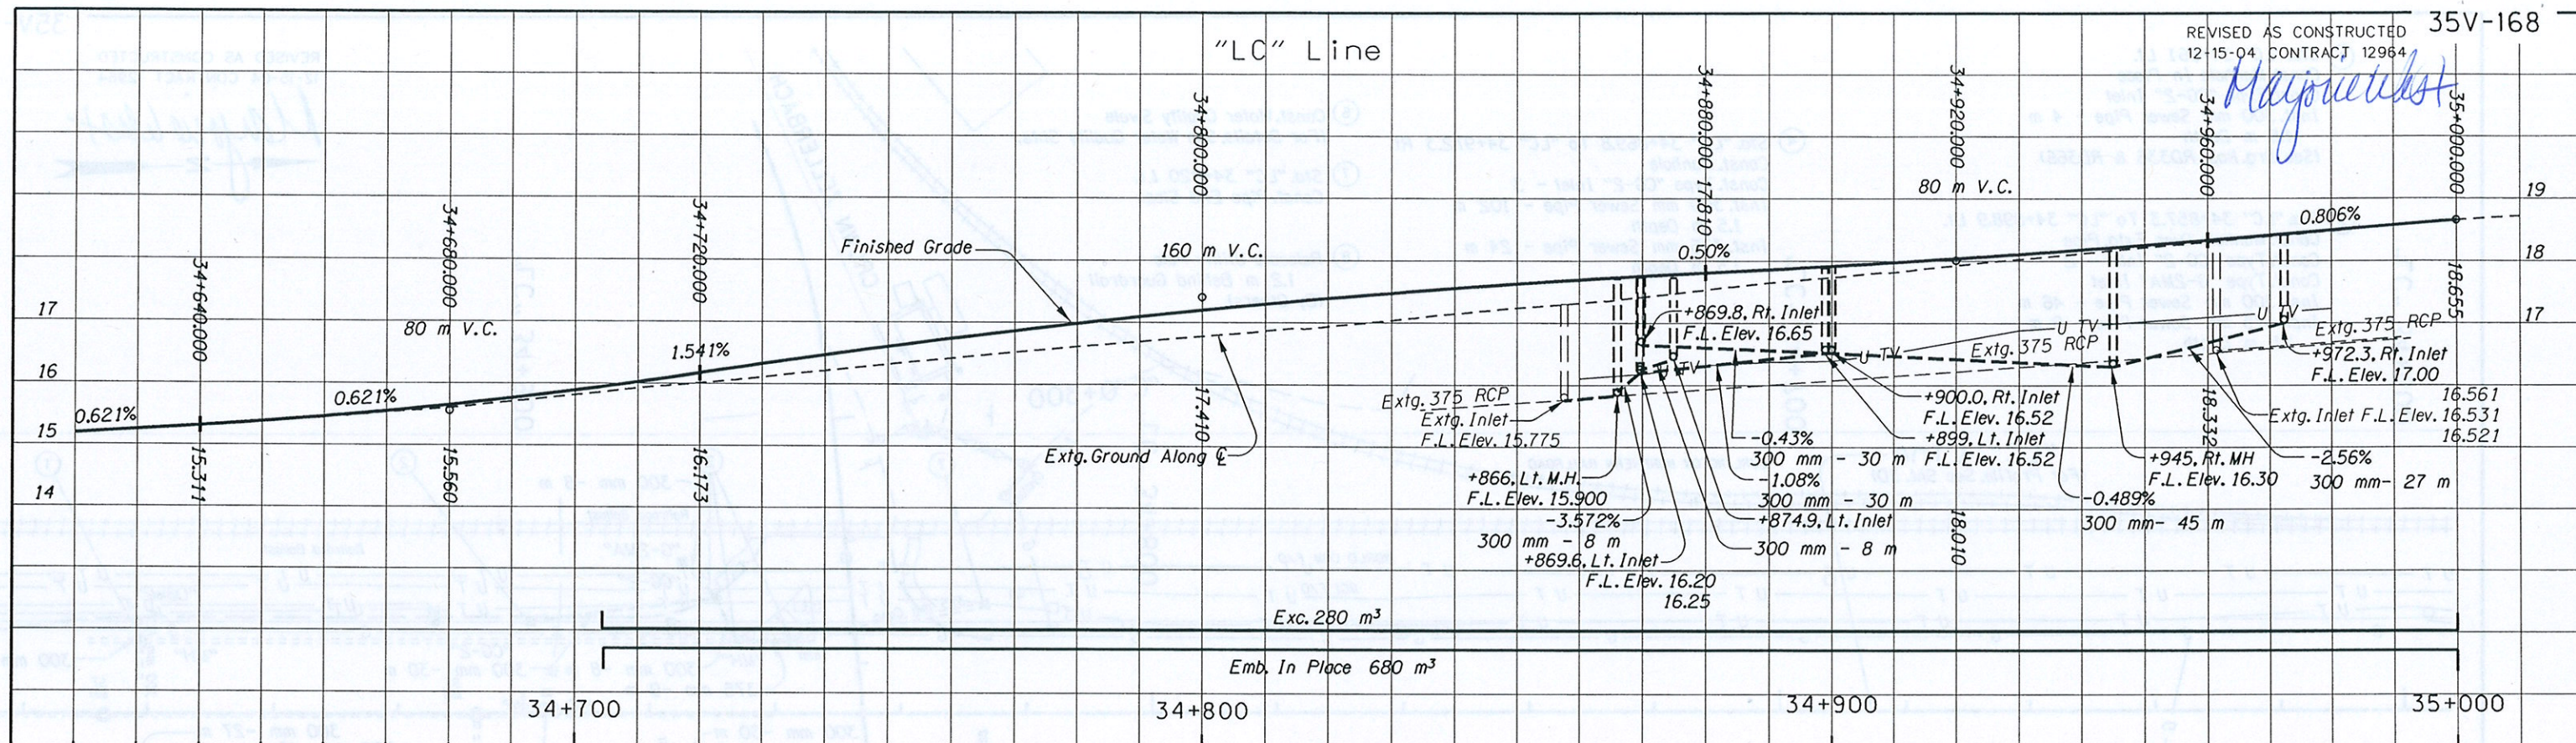 35V-168
REVISED AS CONSTRUCTED
12-15-04 CONTRACT 12964
Marjorie West
"LC" Line
34+640.000
34+680.000
34+720.000
34+800.000
34+880.000
34+920.000
34+960.000
35+000.000
80 m V.C.
160 m V.C.
80 m V.C.
0.621%
0.621%
1.541%
0.50%
0.806%
Finished Grade
Extg. Ground Along ℄
17
16
15
14
19
18
17
15.311
15.560
16.173
17.410
17.810
18.010
18.332
18.655
Extg. 375 RCP
Extg. Inlet
F.L. Elev. 15.775
+866, Lt. M.H.
F.L. Elev. 15.900
-3.572%
300 mm - 8 m
+869.6, Lt. Inlet
F.L. Elev. 16.20
16.25
+869.8, Rt. Inlet
F.L. Elev. 16.65
U TV
-0.43%
300 mm - 30 m
-1.08%
300 mm - 30 m
+874.9, Lt. Inlet
300 mm - 8 m
U TV
+900.0, Rt. Inlet
F.L. Elev. 16.52
+899, Lt. Inlet
F.L. Elev. 16.52
U TV
Extg. 375 RCP
U TV
Extg. 375 RCP
+972.3, Rt. Inlet
F.L. Elev. 17.00
16.561
Extg. Inlet F.L. Elev. 16.531
16.521
+945, Rt. MH
F.L. Elev. 16.30
-2.56%
300 mm- 27 m
-0.489%
300 mm- 45 m
Exc. 280 m³
Emb. In Place 680 m³
34+700
34+800
34+900
35+000